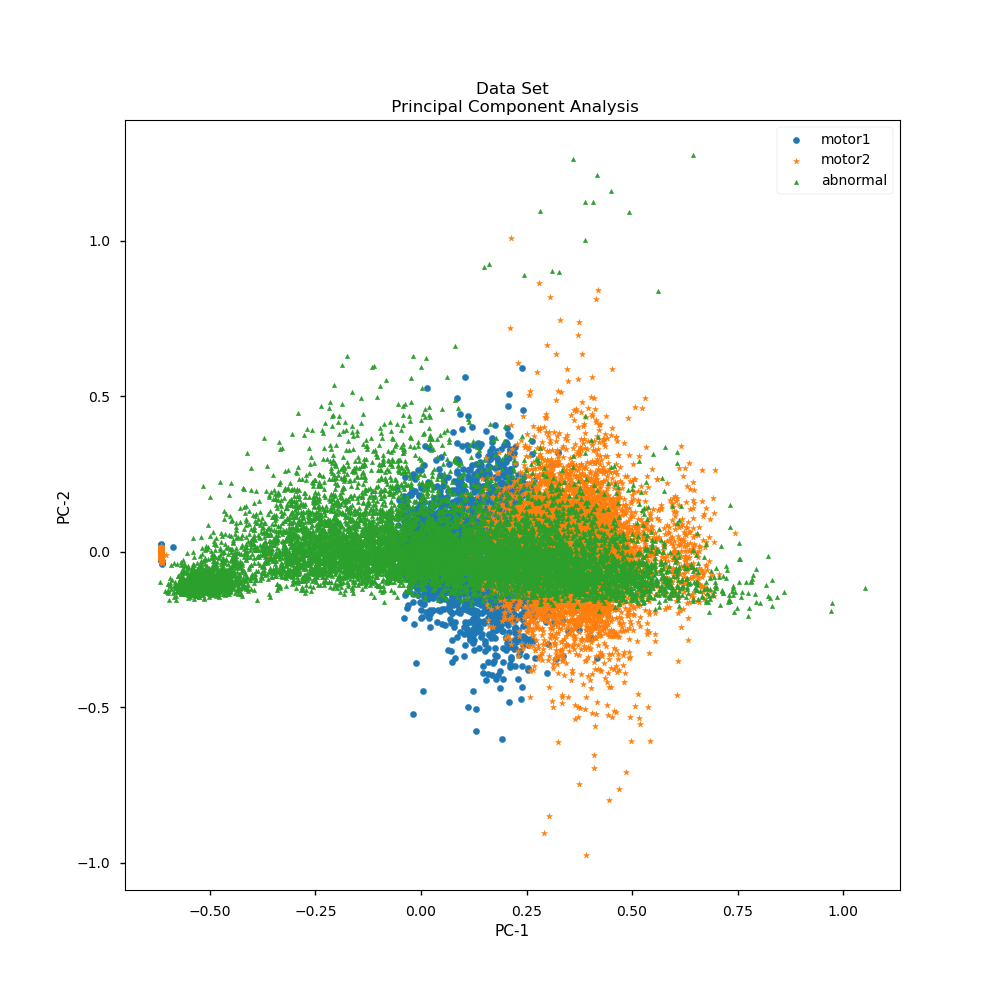 Data Set
Principal Component Analysis
motor1
motor2
abnormal
PC-2
1.0
0.5
0.0
−0.5
−1.0
−0.50
−0.25
0.00
0.25
0.50
0.75
1.00
PC-1